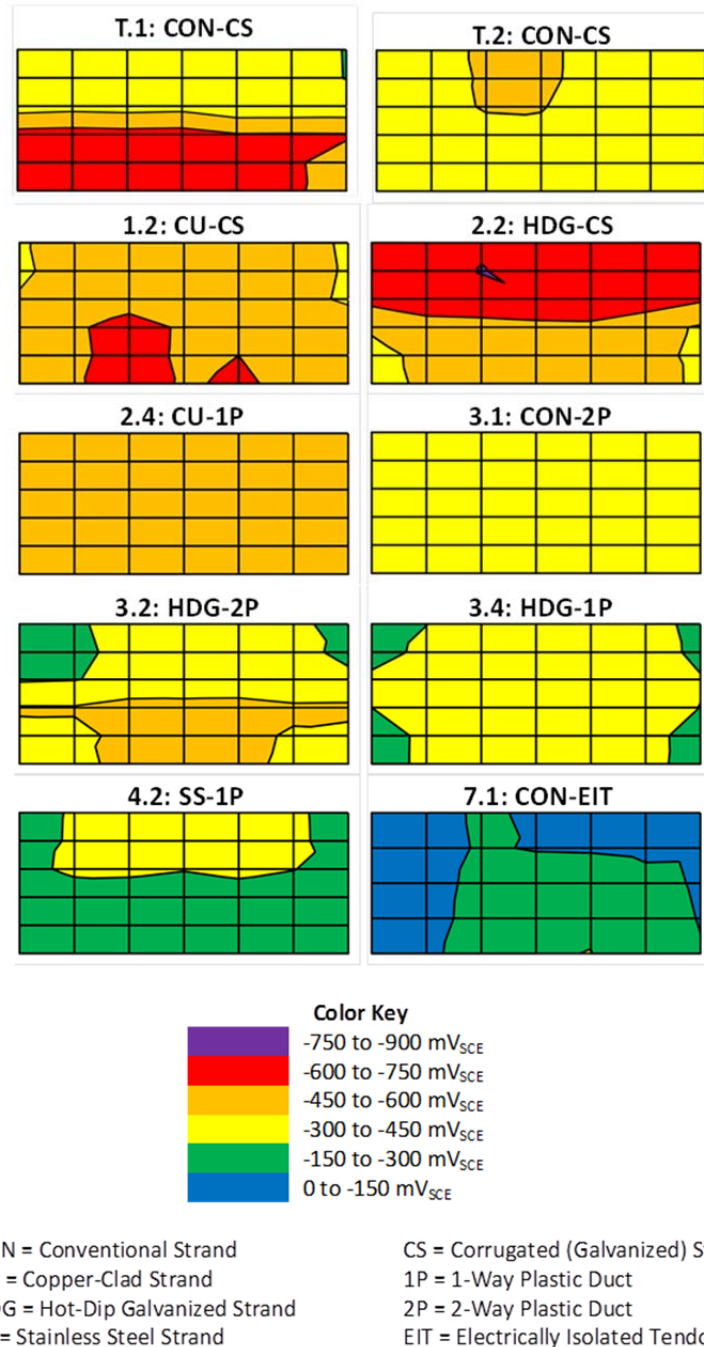 T.1: CON-CS
T.2: CON-CS
1.2: CU-CS
2.2: HDG-CS
2.4: CU-1P
3.1: CON-2P
3.2: HDG-2P
3.4: HDG-1P
4.2: SS-1P
7.1: CON-EIT
Color Key
-750 to -900 mVSCE
-600 to -750 mVSCE
-450 to -600 mVSCE
-300 to -450 mVSCE
-150 to -300 mVSCE
0 to -150 mVSCE
N = Conventional Strand
= Copper-Clad Strand
G = Hot-Dip Galvanized Strand
= Stainless Steel Strand
CS = Corrugated (Galvanized) S
1P = 1-Way Plastic Duct
2P = 2-Way Plastic Duct
EIT = Electrically Isolated Tendo